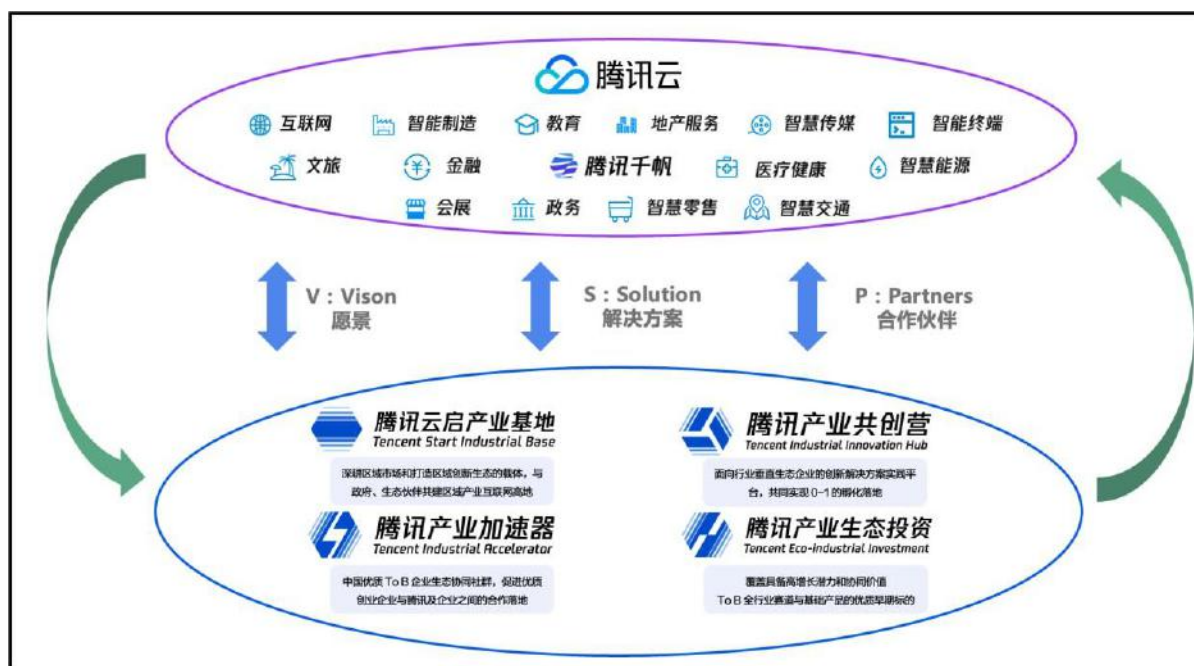 腾讯云
互联网 智能制造 教育 地产服务 智慧传媒 智能终端
文旅 金融 腾讯千帆 医疗健康 智慧能源
会展 政务 智慧零售 智慧交通
V：Vison
愿景
S：Solution
解决方案
P：Partners
合作伙伴
腾讯云启产业基地
Tencent Start Industrial Base
深耕区域市场和打造区域创新生态的载体，与
政府、生态伙伴共建区域产业互联网高地
腾讯产业共创营
Tencent Industrial Innovation Hub
面向行业垂直生态企业的创新解决方案实践平
台，共同实现0-1的孵化落地
腾讯产业加速器
Tencent Industrial Accelerator
中国优质ToB企业生态协同社群，促进优质
创业企业与腾讯及企业之间的合作落地
腾讯产业生态投资
Tencent Eco-industrial Investment
覆盖具备高增长潜力和协同价值
ToB全行业赛道与基础产品的优质早期标的